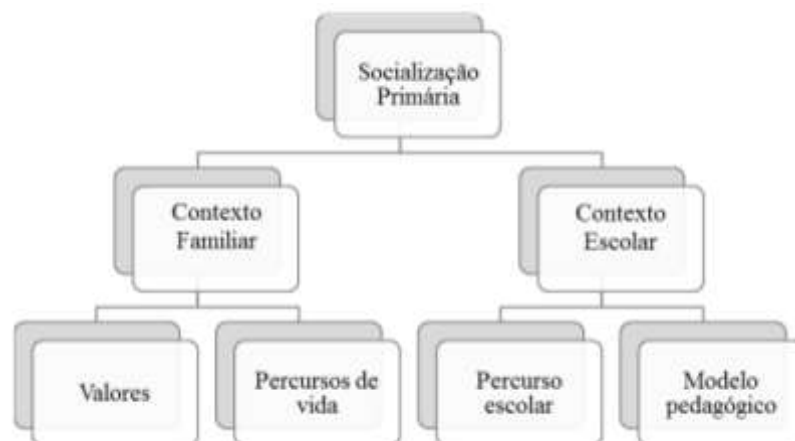 Socialização
Primária
Contexto
Familiar
Contexto
Escolar
Valores
Percursos de
vida
Percurso
escolar
Modelo
pedagógico